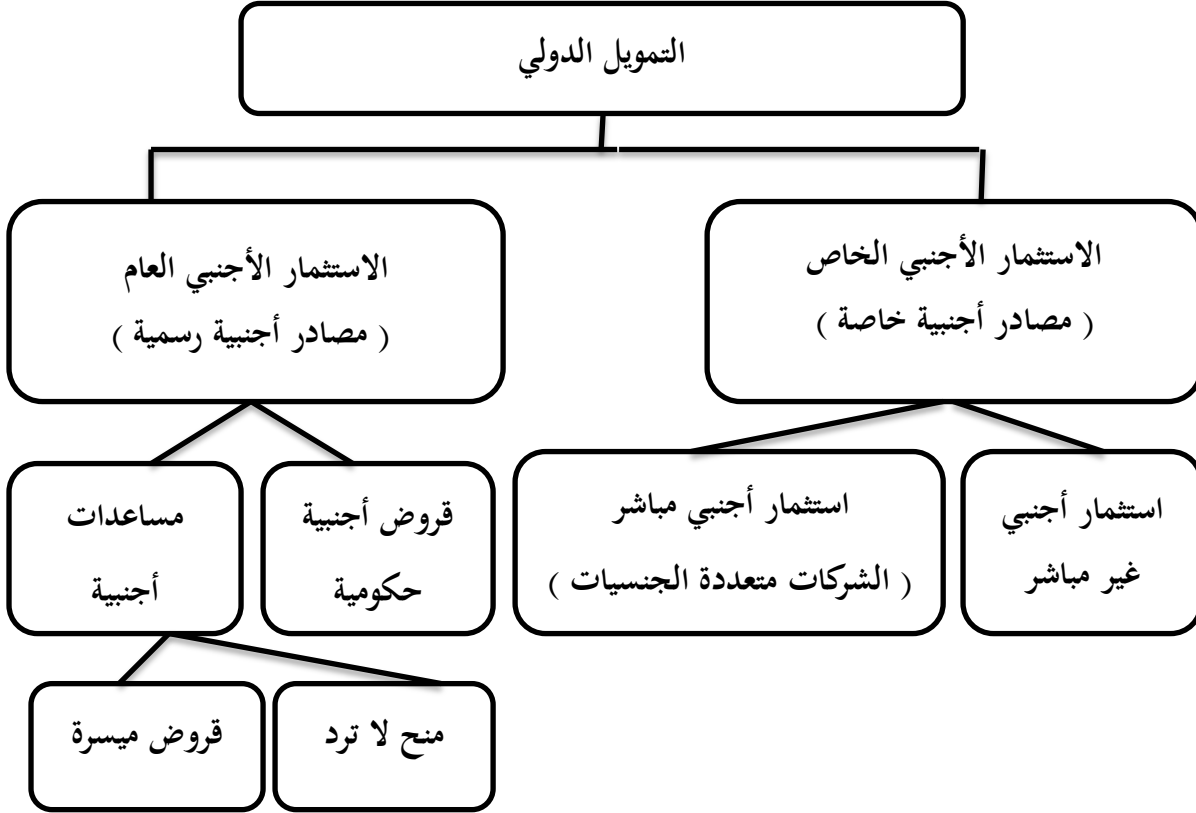 التمويل الدولي
الاستثمار الأجنبي الخاص
( مصادر أجنبية خاصة )
الاستثمار الأجنبي العام
( مصادر أجنبية رسمية )
استثمار أجنبي
غير مباشر
استثمار أجنبي مباشر
( الشركات متعددة الجنسيات )
قروض أجنبية
حكومية
مساعدات
أجنبية
منح لا ترد
قروض ميسرة